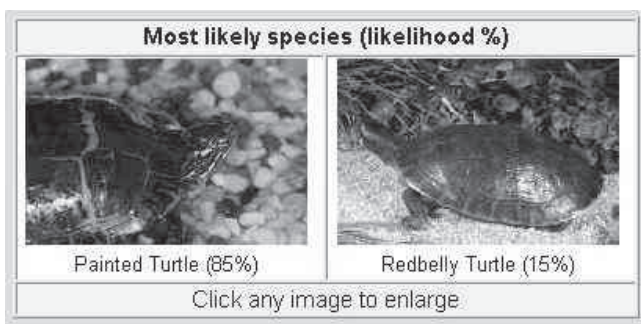 Most likely species (likelihood %)
Painted Turtle (85%)
Redbelly Turtle (15%)
Click any image to enlarge